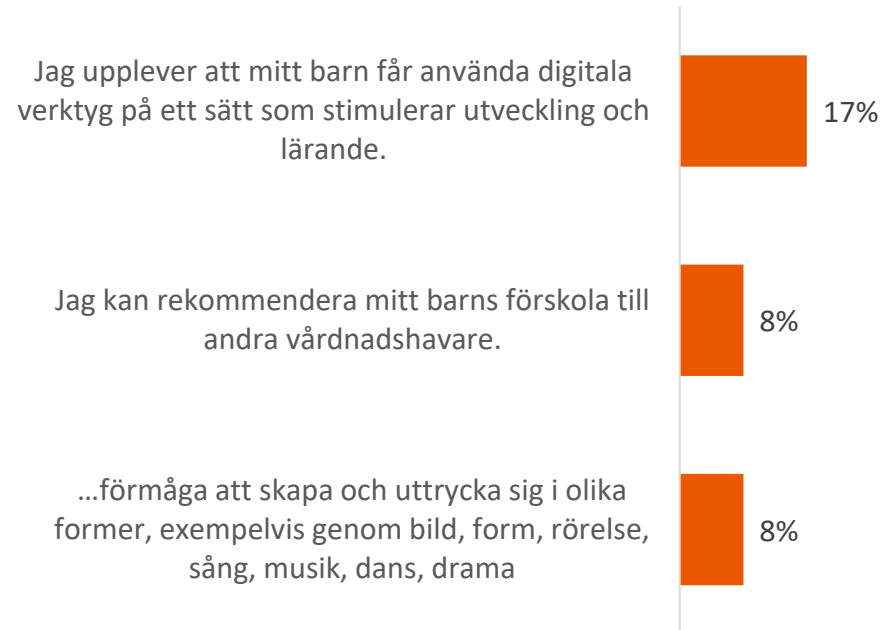 Jag upplever att mitt barn får använda digitala
verktyg på ett sätt som stimulerar utveckling och
lärande.
17%
Jag kan rekommendera mitt barns förskola till
andra vårdnadshavare.
8%
…förmåga att skapa och uttrycka sig i olika
former, exempelvis genom bild, form, rörelse,
sång, musik, dans, drama
8%